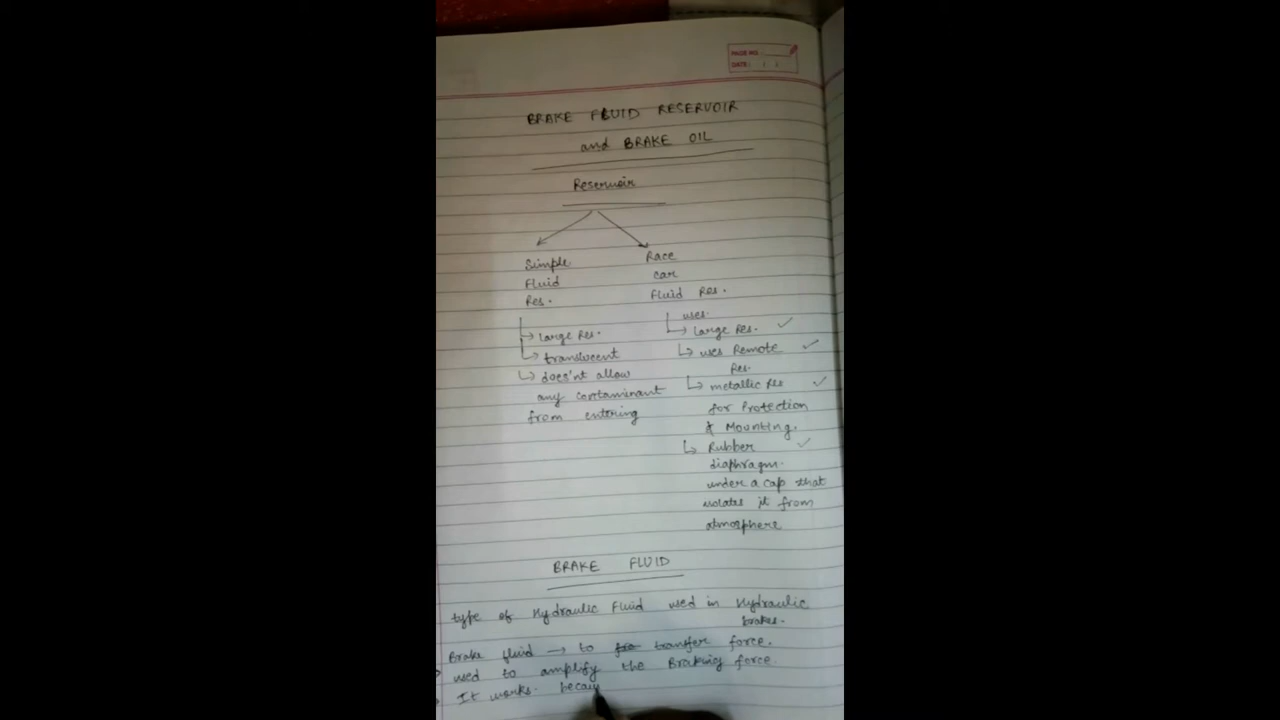 PAGE NO.
DATE: / /
BRAKE FLUID RESERVOIR
and BRAKE OIL
Reservoir
Simple
Fluid
Res.
large Res.
translucent
does'nt allow
any contaminant
from entering
Race
car
Fluid Res.
uses.
large Res.
uses Remote
Res.
metallic Res
for Protection
& Mounting.
Rubber
diaphragm.
under a cap that
isolates it from
atmosphere
BRAKE FLUID
type of Hydraulic Fluid used in Hydraulic
brakes.
Brake fluid → to transfer force.
used to amplify the Braking force.
It works.